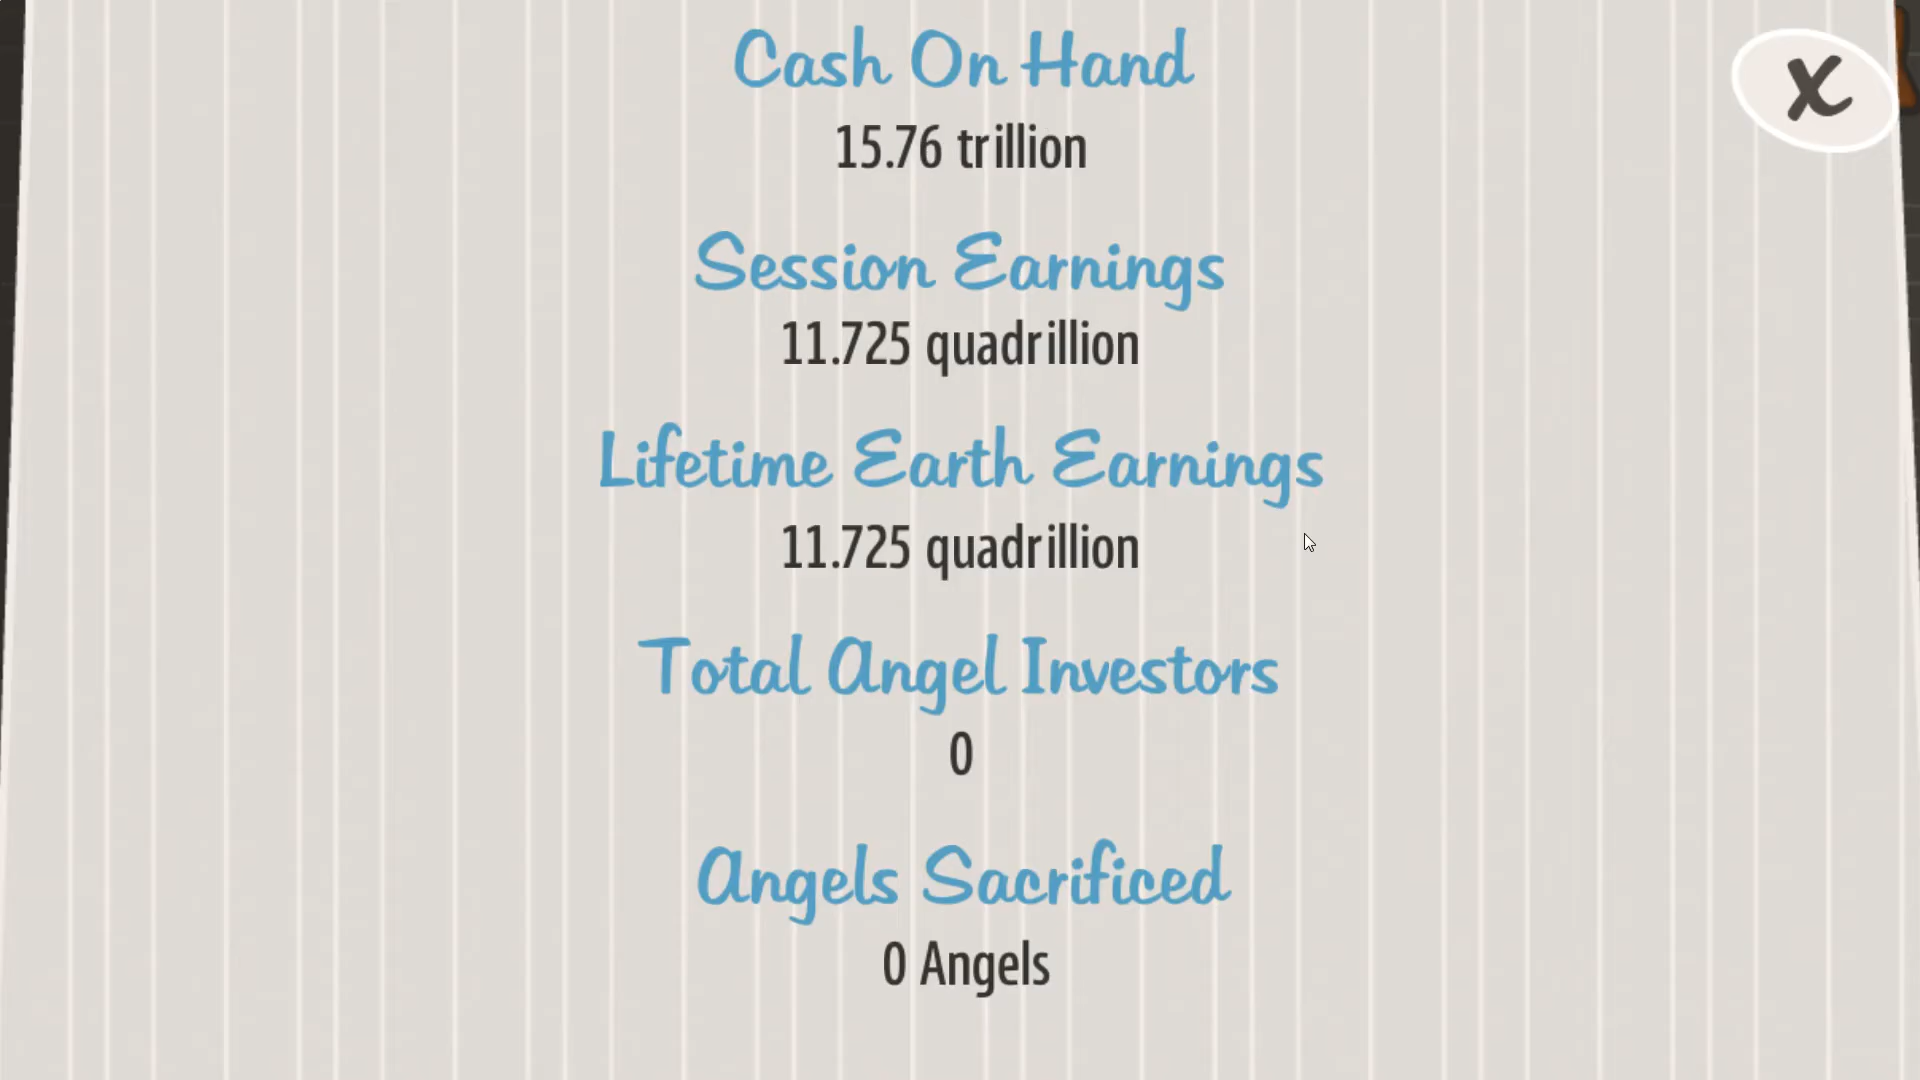 Cash On Hand
15.76 trillion
Session Earnings
11.725 quadrillion
Lifetime Earth Earnings
11.725 quadrillion
Total Angel Investors
0
Angels Sacrificed
0 Angels
X